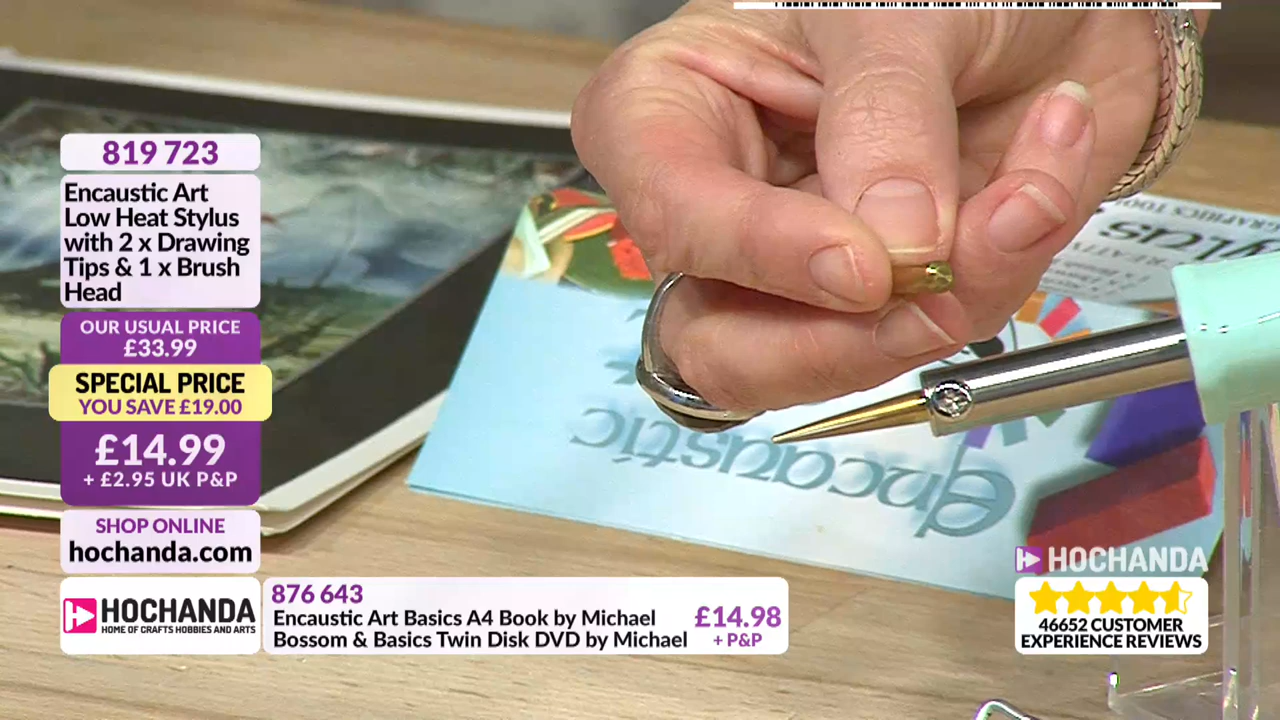 819 723
Encaustic Art
Low Heat Stylus
with 2 x Drawing
Tips & 1 x Brush
Head
OUR USUAL PRICE
£33.99
SPECIAL PRICE
YOU SAVE £19.00
£14.99
+ £2.95 UK P&P
SHOP ONLINE
hochanda.com
HOCHANDA
HOME OF CRAFTS HOBBIES AND ARTS
876 643
Encaustic Art Basics A4 Book by Michael
Bossom & Basics Twin Disk DVD by Michael
£14.98
+ P&P
HOCHANDA
46652 CUSTOMER
EXPERIENCE REVIEWS
encaustic